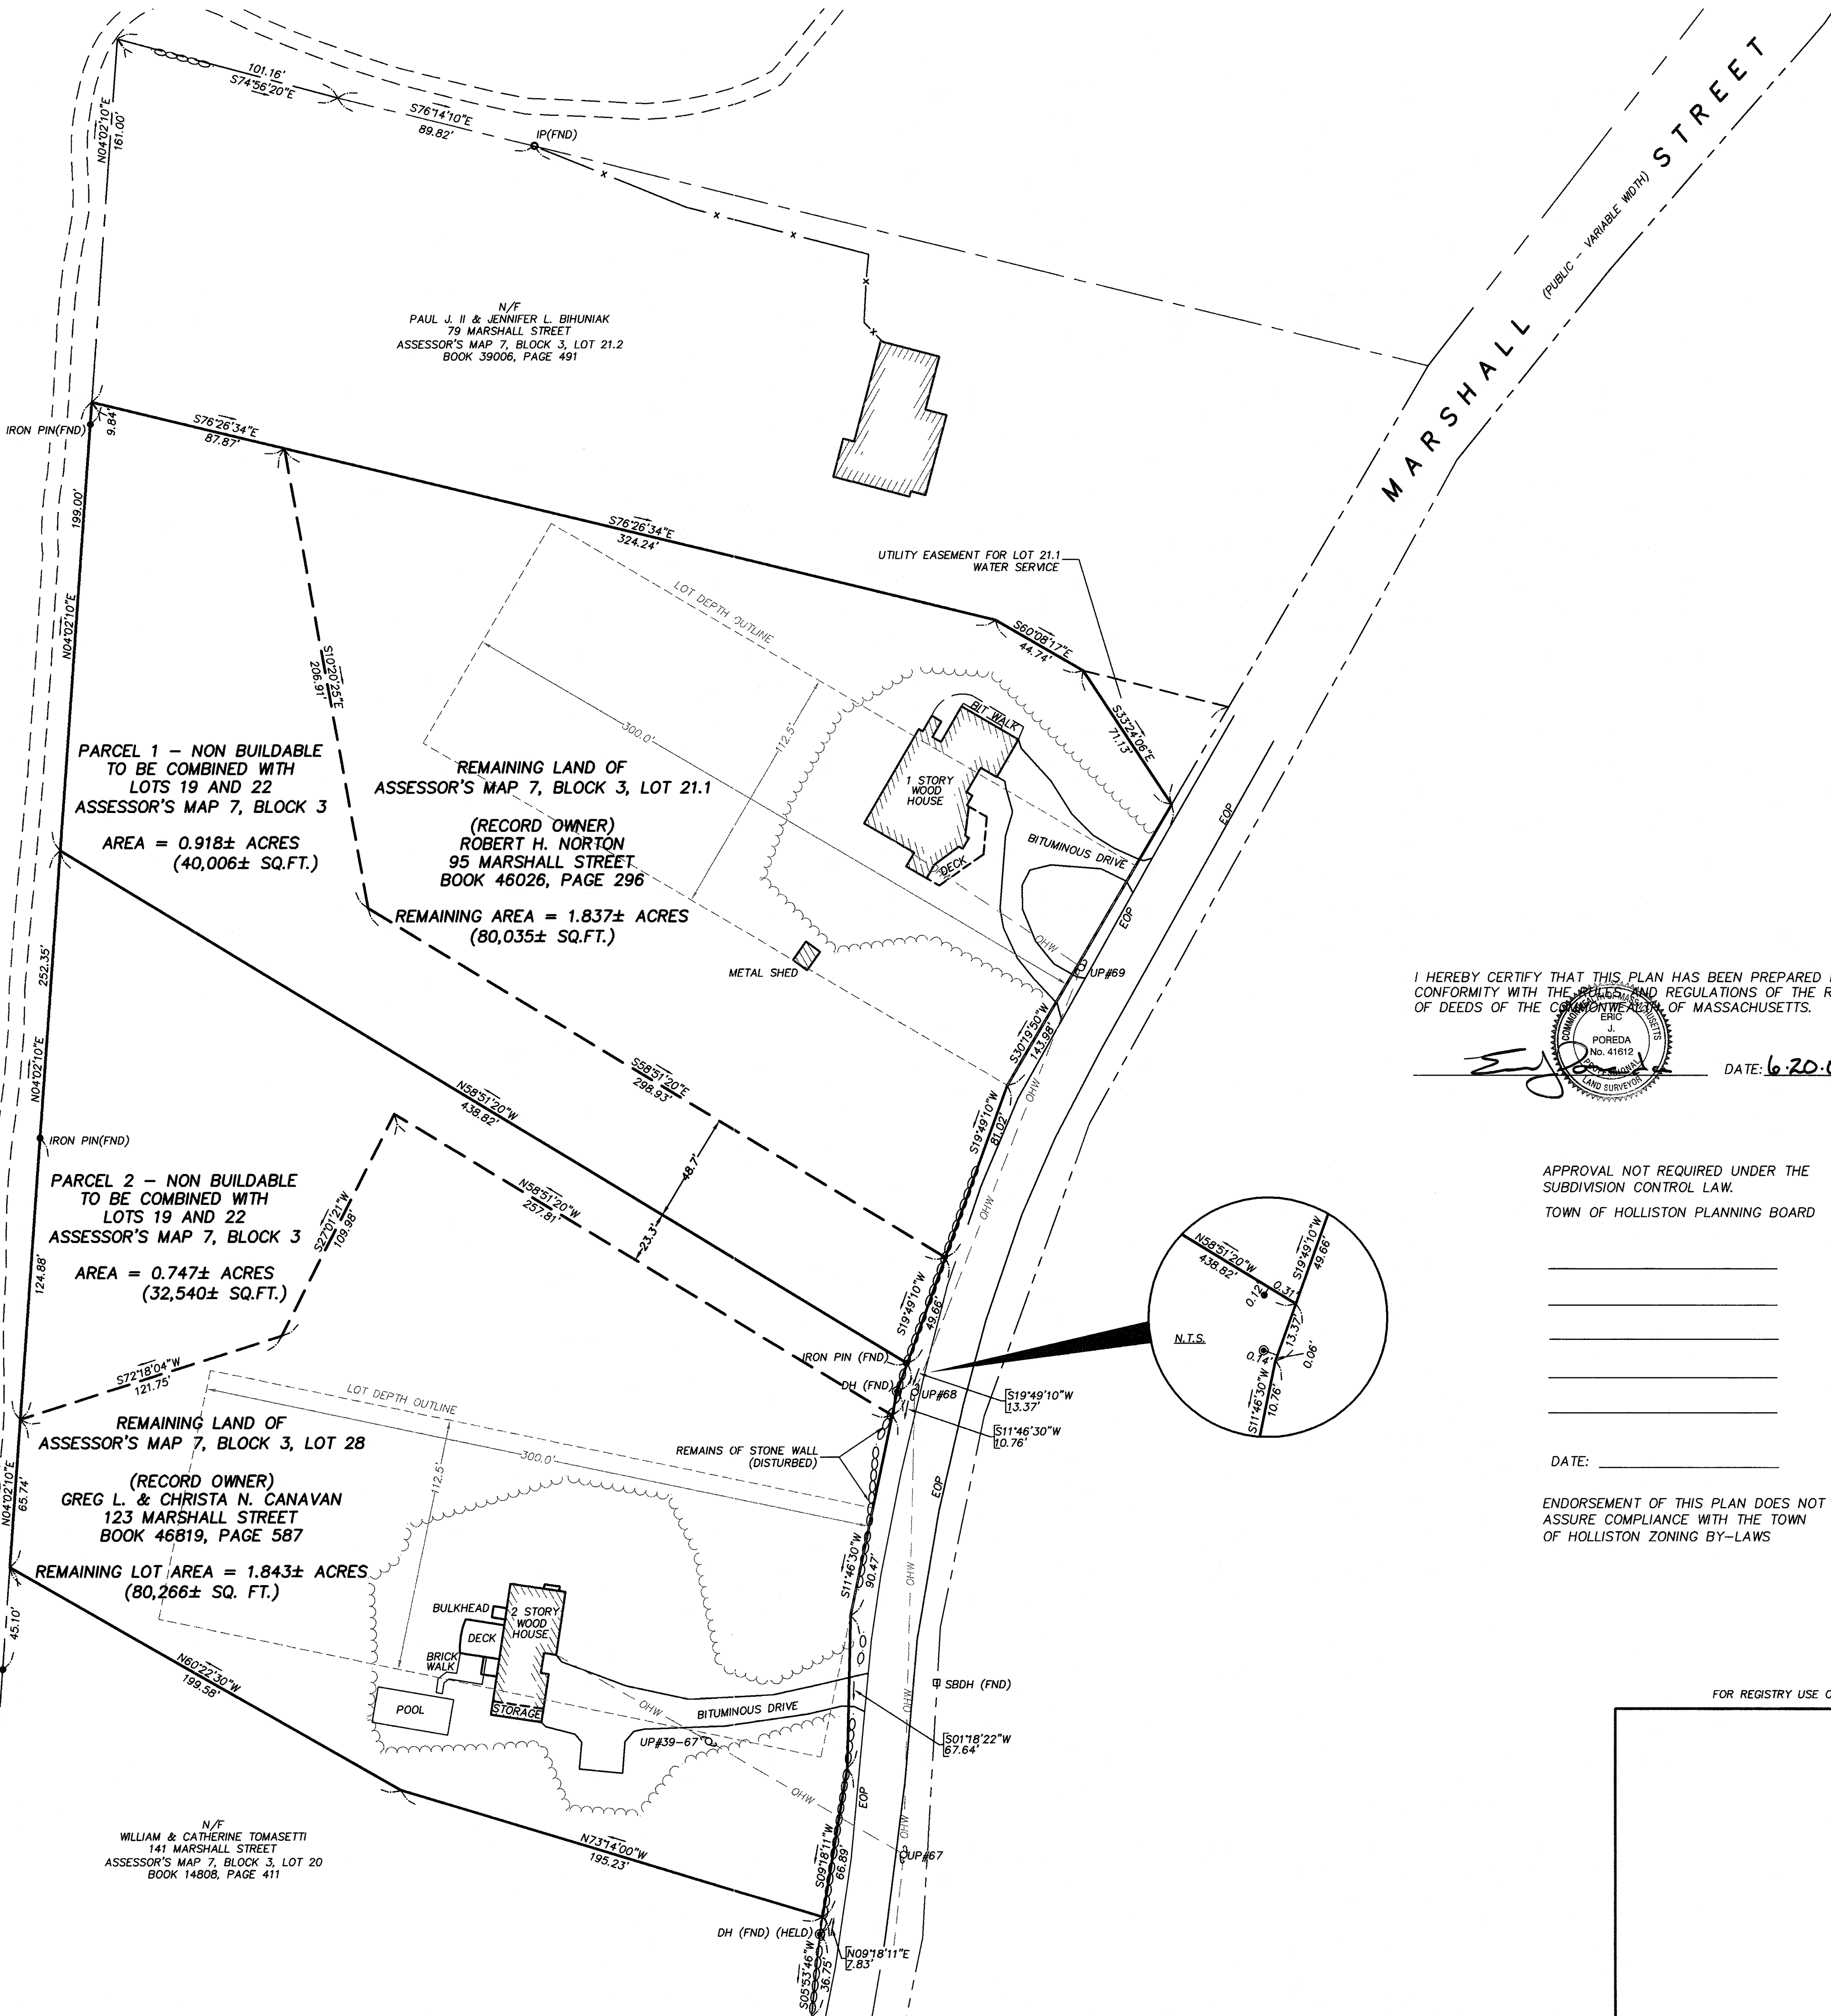 101.16'
S74°56'20"E
S76°14'10"E
89.82'
IP(FND)
N04°02'10"E
161.00'
MARSHALL STREET
(PUBLIC - VARIABLE WIDTH)
N/F
PAUL J. II & JENNIFER L. BIHUNIAK
79 MARSHALL STREET
ASSESSOR'S MAP 7, BLOCK 3, LOT 21.2
BOOK 39006, PAGE 491
IRON PIN(FND)
9.84'
S76°26'34"E
87.87'
199.00'
N04°02'10"E
S76°26'34"E
324.24'
UTILITY EASEMENT FOR LOT 21.1
WATER SERVICE
LOT DEPTH OUTLINE
S60°08'17"E
44.74'
S10°20'25"E
206.91'
S33°24'06"E
71.13'
300.0'
112.5'
BIT WALK
1 STORY
WOOD
HOUSE
DECK
BITUMINOUS DRIVE
EOP
EOP
PARCEL 1 - NON BUILDABLE
TO BE COMBINED WITH
LOTS 19 AND 22
ASSESSOR'S MAP 7, BLOCK 3
AREA = 0.918± ACRES
(40,006± SQ.FT.)
REMAINING LAND OF
ASSESSOR'S MAP 7, BLOCK 3, LOT 21.1
(RECORD OWNER)
ROBERT H. NORTON
95 MARSHALL STREET
BOOK 46026, PAGE 296
REMAINING AREA = 1.837± ACRES
(80,035± SQ.FT.)
OHW
UP#69
METAL SHED
252.35'
N04°02'10"E
S30°19'50"W
143.98'
OHW
S58°51'20"E
298.93'
N58°51'20"W
438.82'
S19°49'10"W
81.02'
IRON PIN(FND)
48.7'
23.3'
N58°51'20"W
257.81'
OHW
PARCEL 2 - NON BUILDABLE
TO BE COMBINED WITH
LOTS 19 AND 22
ASSESSOR'S MAP 7, BLOCK 3
AREA = 0.747± ACRES
(32,540± SQ.FT.)
S27°01'21"W
109.98'
124.88'
S19°49'10"W
49.66'
IRON PIN (FND)
DH (FND)
UP#68
S19°49'10"W
13.37'
S11°46'30"W
10.76'
N58°51'20"W
438.82'
S19°49'10"W
49.66'
0.12'
0.31'
13.37'
0.14'
0.06'
S11°46'30"W
10.76'
N.T.S.
S72°18'04"W
121.75'
LOT DEPTH OUTLINE
300.0'
112.5'
REMAINS OF STONE WALL
(DISTURBED)
EOP
REMAINING LAND OF
ASSESSOR'S MAP 7, BLOCK 3, LOT 28
(RECORD OWNER)
GREG L. & CHRISTA N. CANAVAN
123 MARSHALL STREET
BOOK 46819, PAGE 587
REMAINING LOT AREA = 1.843± ACRES
(80,266± SQ. FT.)
N04°02'10"E
65.74'
45.10'
S11°46'30"W
90.47'
OHW
BULKHEAD
2 STORY
WOOD
HOUSE
DECK
BRICK
WALK
POOL
STORAGE
OHW
BITUMINOUS DRIVE
UP#39-67
OHW
SBDH (FND)
S01°18'22"W
67.64'
N60°22'30"W
199.58'
EOP
OHW
OHW
UP#67
N/F
WILLIAM & CATHERINE TOMASETTI
141 MARSHALL STREET
ASSESSOR'S MAP 7, BLOCK 3, LOT 20
BOOK 14808, PAGE 411
N73°14'00"W
195.23'
S09°18'11"W
66.89'
DH (FND) (HELD)
N09°18'11"E
7.83'
S05°53'46"W
36.75'
I HEREBY CERTIFY THAT THIS PLAN HAS BEEN PREPARED
CONFORMITY WITH THE RULES AND REGULATIONS OF THE R
OF DEEDS OF THE COMMONWEALTH OF MASSACHUSETTS.
COMMONWEALTH OF MASSACHUSETTS
ERIC
J.
POREDA
No. 41612
PROFESSIONAL
LAND SURVEYOR
DATE: 6.20.
APPROVAL NOT REQUIRED UNDER THE
SUBDIVISION CONTROL LAW.
TOWN OF HOLLISTON PLANNING BOARD
DATE:
ENDORSEMENT OF THIS PLAN DOES NOT
ASSURE COMPLIANCE WITH THE TOWN
OF HOLLISTON ZONING BY-LAWS
FOR REGISTRY USE O